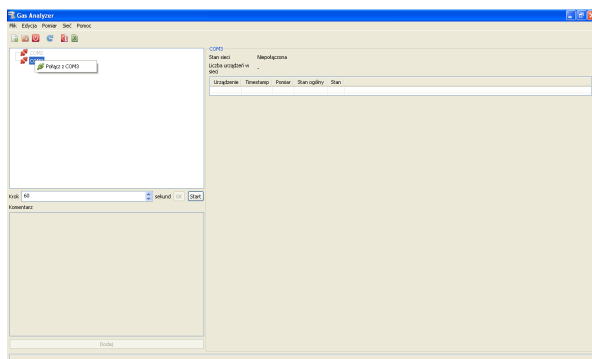 Gas Analyzer
Plik Edycja Pomiar Sieć Pomoc
COM2
COM3
Połącz z COM3
COM3
Stan sieci Niepołączona
Liczba urządzeń w sieci -
Urządzenie Timestamp Pomiar Stan ogólny Stan
Krok 60 sekund OK Start
Komentarz
Dodaj